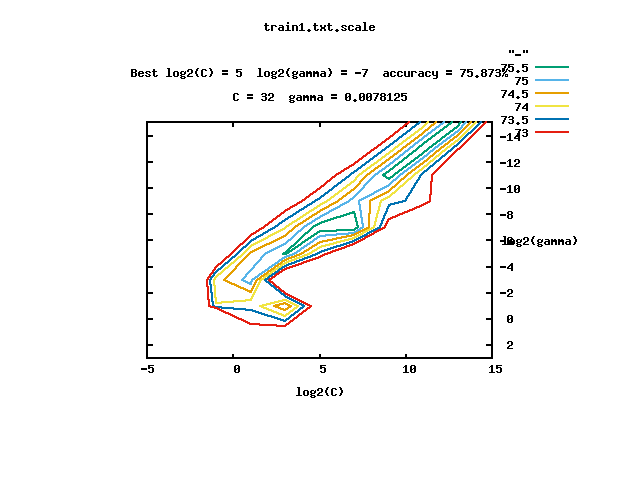 train1.txt.scale
"-"
Best log2(C) = 5  log2(gamma) = -7  accuracy = 75.873%
C = 32  gamma = 0.0078125
75.5
75
74.5
74
73.5
73
-14
-12
-10
-8
-6
log2(gamma)
-4
-2
0
2
-5 0 5 10 15
log2(C)